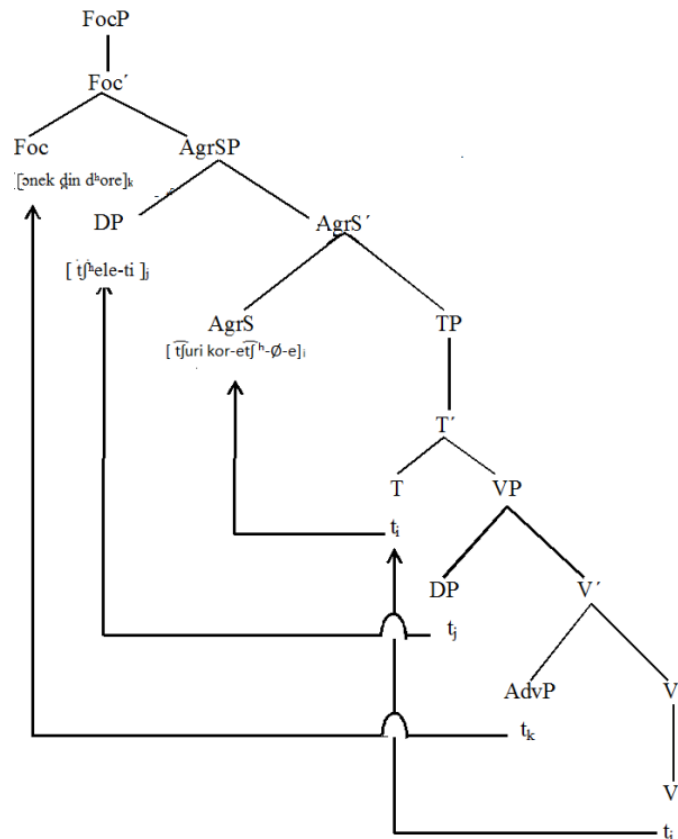 FocP
Foc´
Foc AgrSP
[ɔnek d̪in dʰore]ₖ
DP AgrS´
[ t͡ʃʰele-ti ]ⱼ
AgrS TP
[ t͡ʃuri kor-et͡ʃʰ-Ø-e]ᵢ
T´
T VP
tᵢ
DP V´
tⱼ
AdvP V
tₖ
V
tᵢ